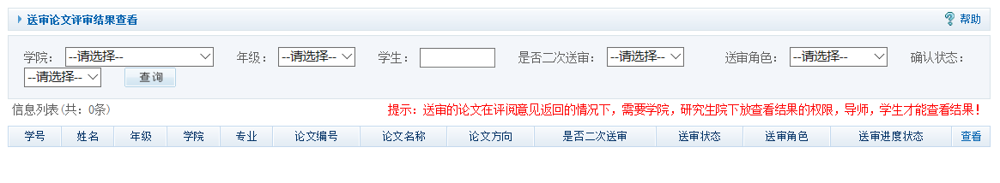 送审论文评审结果查看 帮助
学院： --请选择-- 年级： --请选择-- 学生： 是否二次送审： --请选择-- 送审角色： --请选择-- 确认状态：
--请选择-- 查询
信息列表(共：0条) 提示：送审的论文在评阅意见返回的情况下，需要学院，研究生院下放查看结果的权限，导师，学生才能查看结果！
学号 姓名 年级 学院 专业 论文编号 论文名称 论文方向 是否二次送审 送审状态 送审角色 送审进度状态 查看